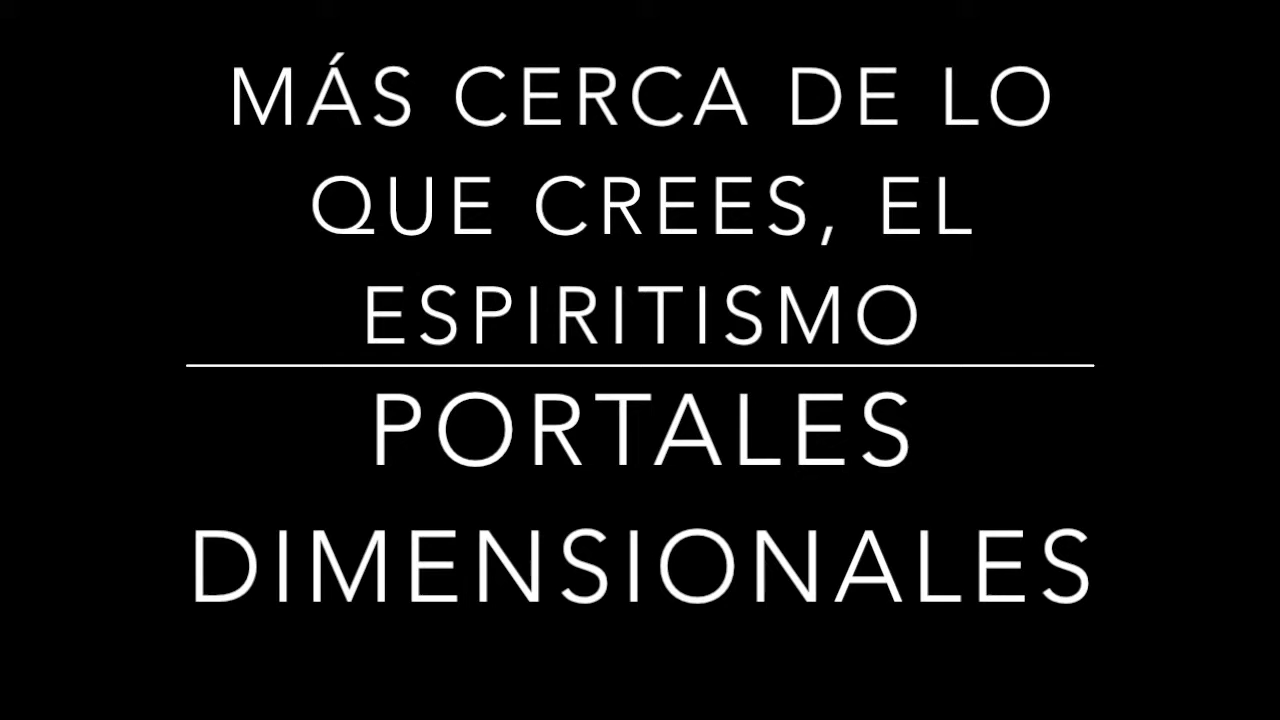 MÁS CERCA DE LO
QUE CREES, EL
ESPIRITISMO
PORTALES
DIMENSIONALES